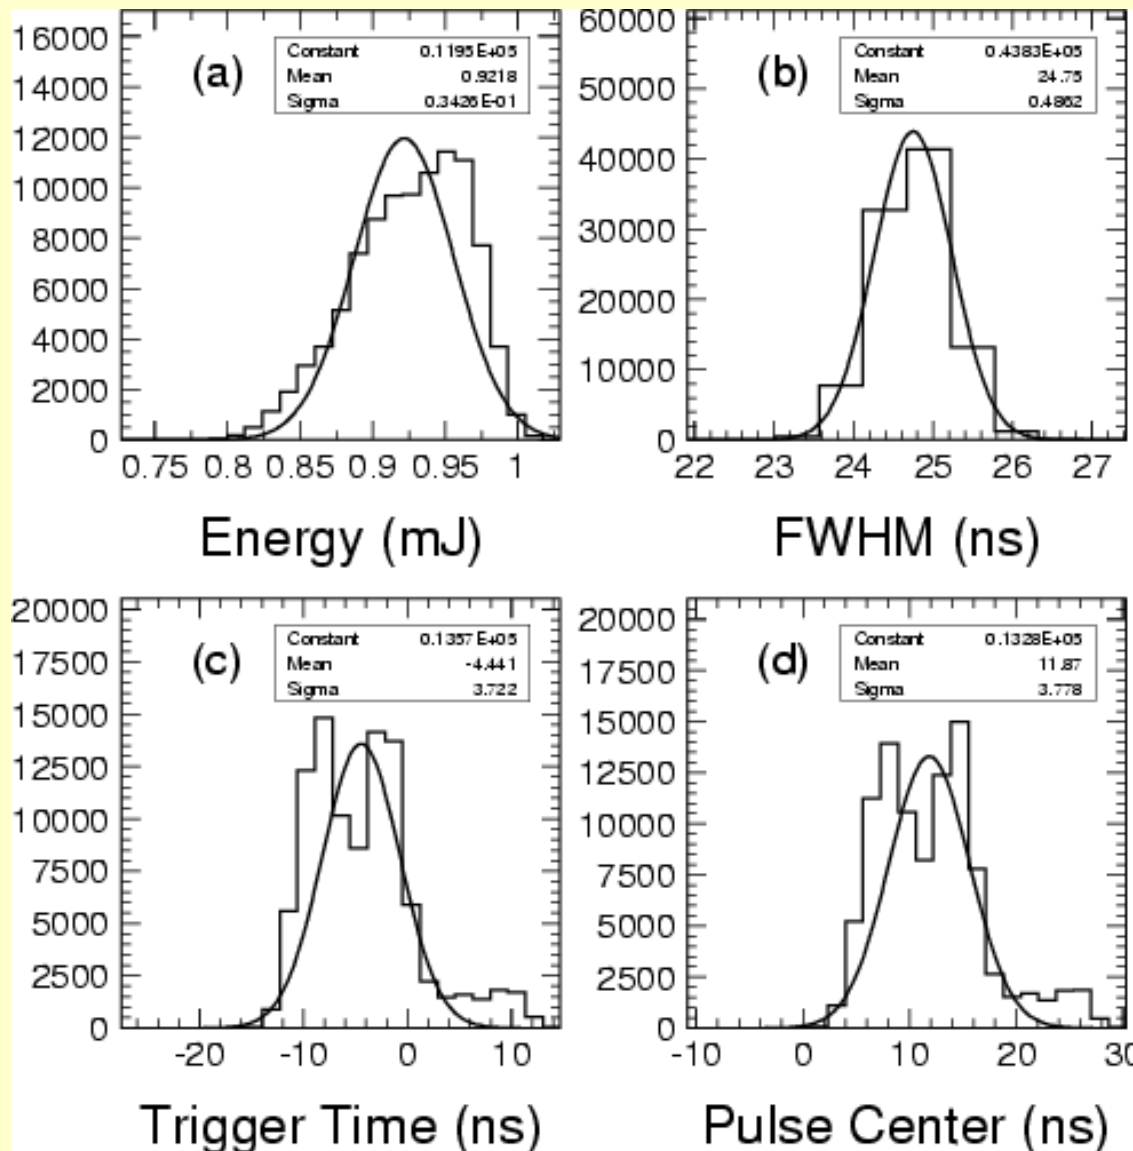 (a)
Constant 0.1195E+05
Mean 0.9218
Sigma 0.3426E-01
16000
14000
12000
10000
8000
6000
4000
2000
0
0.75 0.8 0.85 0.9 0.95 1
Energy (mJ)
(b)
Constant 0.4383E+05
Mean 24.75
Sigma 0.4862
60000
50000
40000
30000
20000
10000
0
22 23 24 25 26 27
FWHM (ns)
(c)
Constant 0.1357E+05
Mean -4.441
Sigma 3.722
20000
17500
15000
12500
10000
7500
5000
2500
0
-20 -10 0 10
Trigger Time (ns)
(d)
Constant 0.1328E+05
Mean 11.87
Sigma 3.778
20000
17500
15000
12500
10000
7500
5000
2500
0
-10 0 10 20 30
Pulse Center (ns)